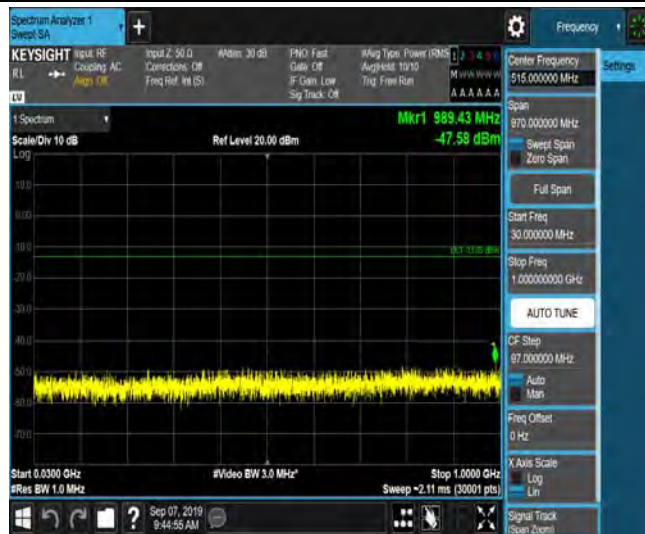 Spectrum Analyzer 1
Swept SA
Frequency
KEYSIGHT
Input: RF
Coupling: AC
Align: Off
Input Z: 50 Ω
Corrections: Off
Freq Ref: Int (S)
#Atten: 30 dB
PNO: Fast
Gate: Off
IF Gain: Low
Sig Track: Off
#Avg Type: Power (RMS
Avg|Hold: 10/10
Trig: Free Run
1 2 3 4 5 6
M W W W W W
A A A A A A
RL
LV
1 Spectrum
Mkr1 989.43 MHz
Scale/Div 10 dB
Ref Level 20.00 dBm
-47.58 dBm
Log
10.0
0.00
-10.0
DL1 -13.00 dBm
-20.0
-30.0
-40.0
1
-50.0
-60.0
-70.0
Start 0.0300 GHz
#Video BW 3.0 MHz*
Stop 1.0000 GHz
#Res BW 1.0 MHz
Sweep ~2.11 ms (30001 pts)
?
Sep 07, 2019
9:44:55 AM
Center Frequency
515.000000 MHz
Settings
Span
970.000000 MHz
Swept Span
Zero Span
Full Span
Start Freq
30.000000 MHz
Stop Freq
1.000000000 GHz
AUTO TUNE
CF Step
97.000000 MHz
Auto
Man
Freq Offset
0 Hz
X Axis Scale
Log
Lin
Signal Track
(Span Zoom)